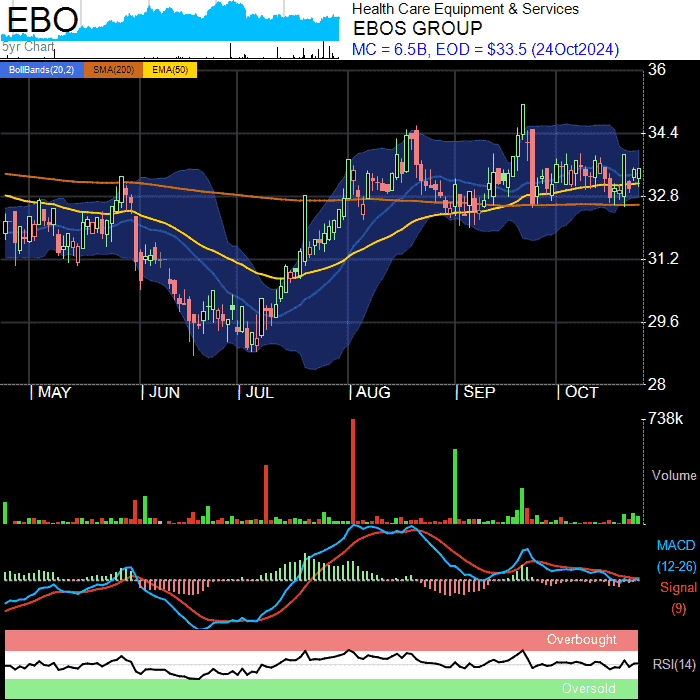 EBO
5yr Chart
Health Care Equipment & Services
EBOS GROUP
MC = 6.5B, EOD = $33.5 (24Oct2024)
BollBands(20,2) SMA(200) EMA(50)
36
34.4
32.8
31.2
29.6
28
MAY JUN JUL AUG SEP OCT
738k
Volume
MACD
(12-26)
Signal
(9)
Overbought
RSI(14)
Oversold